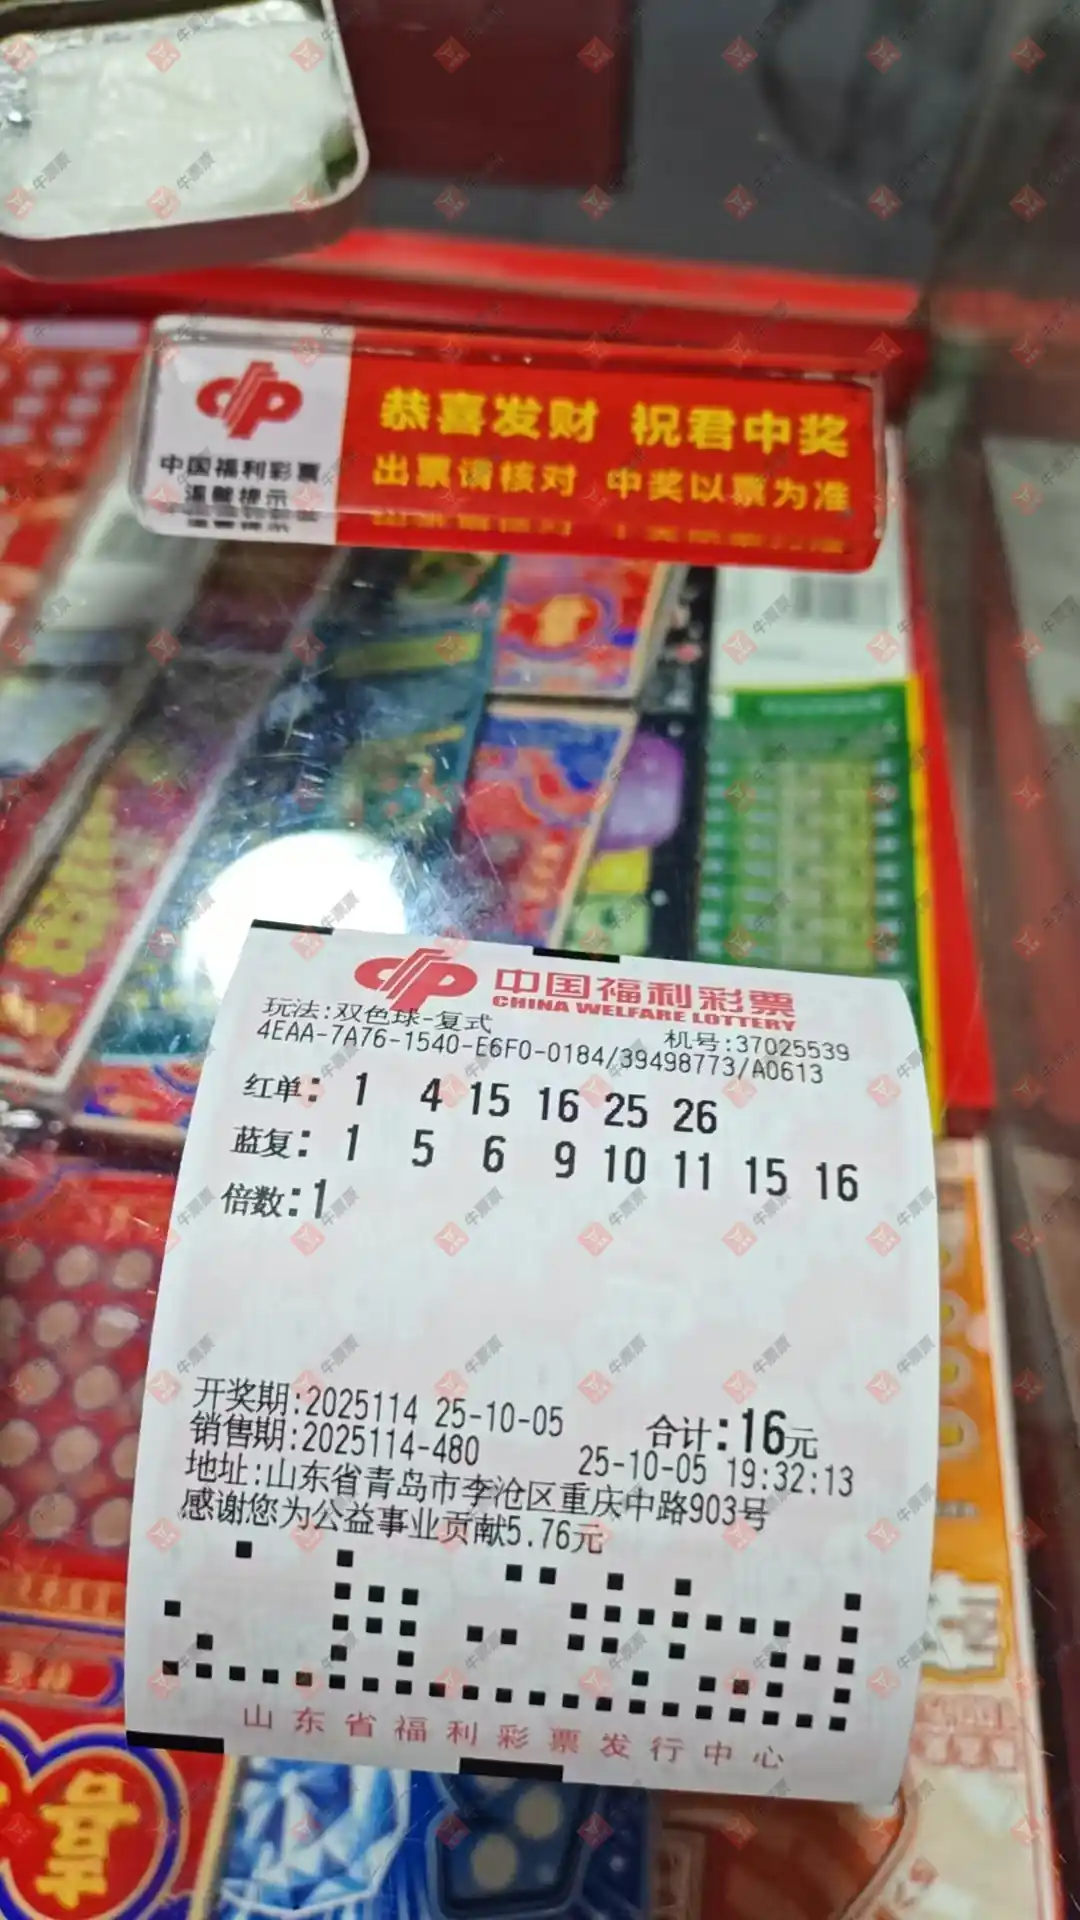 恭喜发财 祝君中奖
出票请核对 中奖以票为准
中国福利彩票
温馨提示
中国福利彩票
CHINA WELFARE LOTTERY
玩法:双色球-复式
机号:37025539
4EAA-7A76-1540-E6F0-0184/39498773/A0613
红单: 1 4 15 16 25 26
蓝复: 1 5 6 9 10 11 15 16
倍数:1
开奖期:2025114 25-10-05
合计:16元
销售期:2025114-480
25-10-05 19:32:13
地址:山东省青岛市李沧区重庆中路903号
感谢您为公益事业贡献5.76元
山东省福利彩票发行中心
喜
牛票票